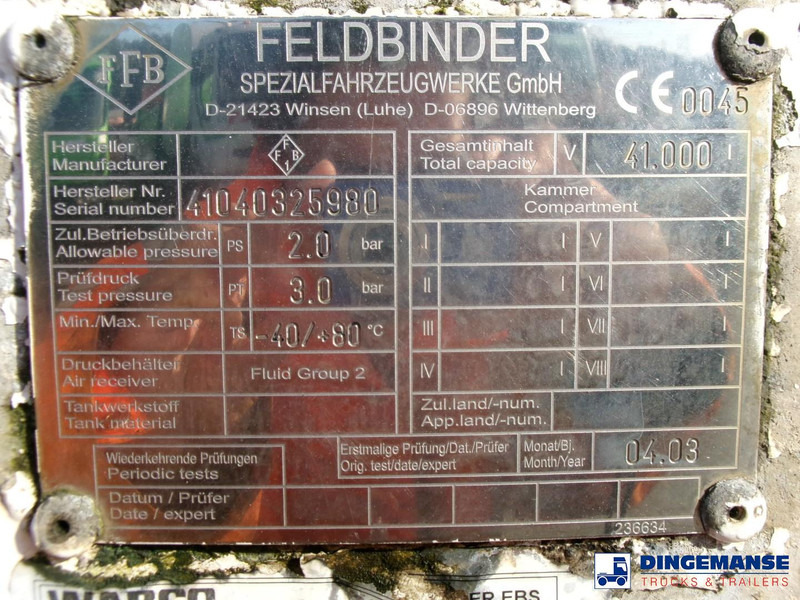 FFB
FELDBINDER
SPEZIALFAHRZEUGWERKE GmbH
D-21423 Winsen (Luhe) D-06896 Wittenberg
CE 0045
Hersteller
Manufacturer
F F B 1
Hersteller Nr.
Serial number
41040325980
Zul.Betriebsüberdr.
Allowable pressure
PS
2.0 bar
Prüfdruck
Test pressure
PT
3.0 bar
Min./Max. Temp
TS
-40/+80 °C
Druckbehälter
Air receiver
Fluid Group 2
Tankwerkstoff
Tank material
Gesamtinhalt
Total capacity
V
41.000 l
Kammer
Compartment
I l V l
II l VI l
III l VII l
IV l VIII l
Zul.land/-num.
App.land/-num.
Wiederkehrende Prüfungen
Periodic tests
Erstmalige Prüfung/Dat./Prüfer
Orig. test/date/expert
Monat/Bj.
Month/Year
04.03
Datum / Prüfer
Date / expert
236634
WABCO
ER EBS
DINGEMANSE
TRUCKS & TRAILERS